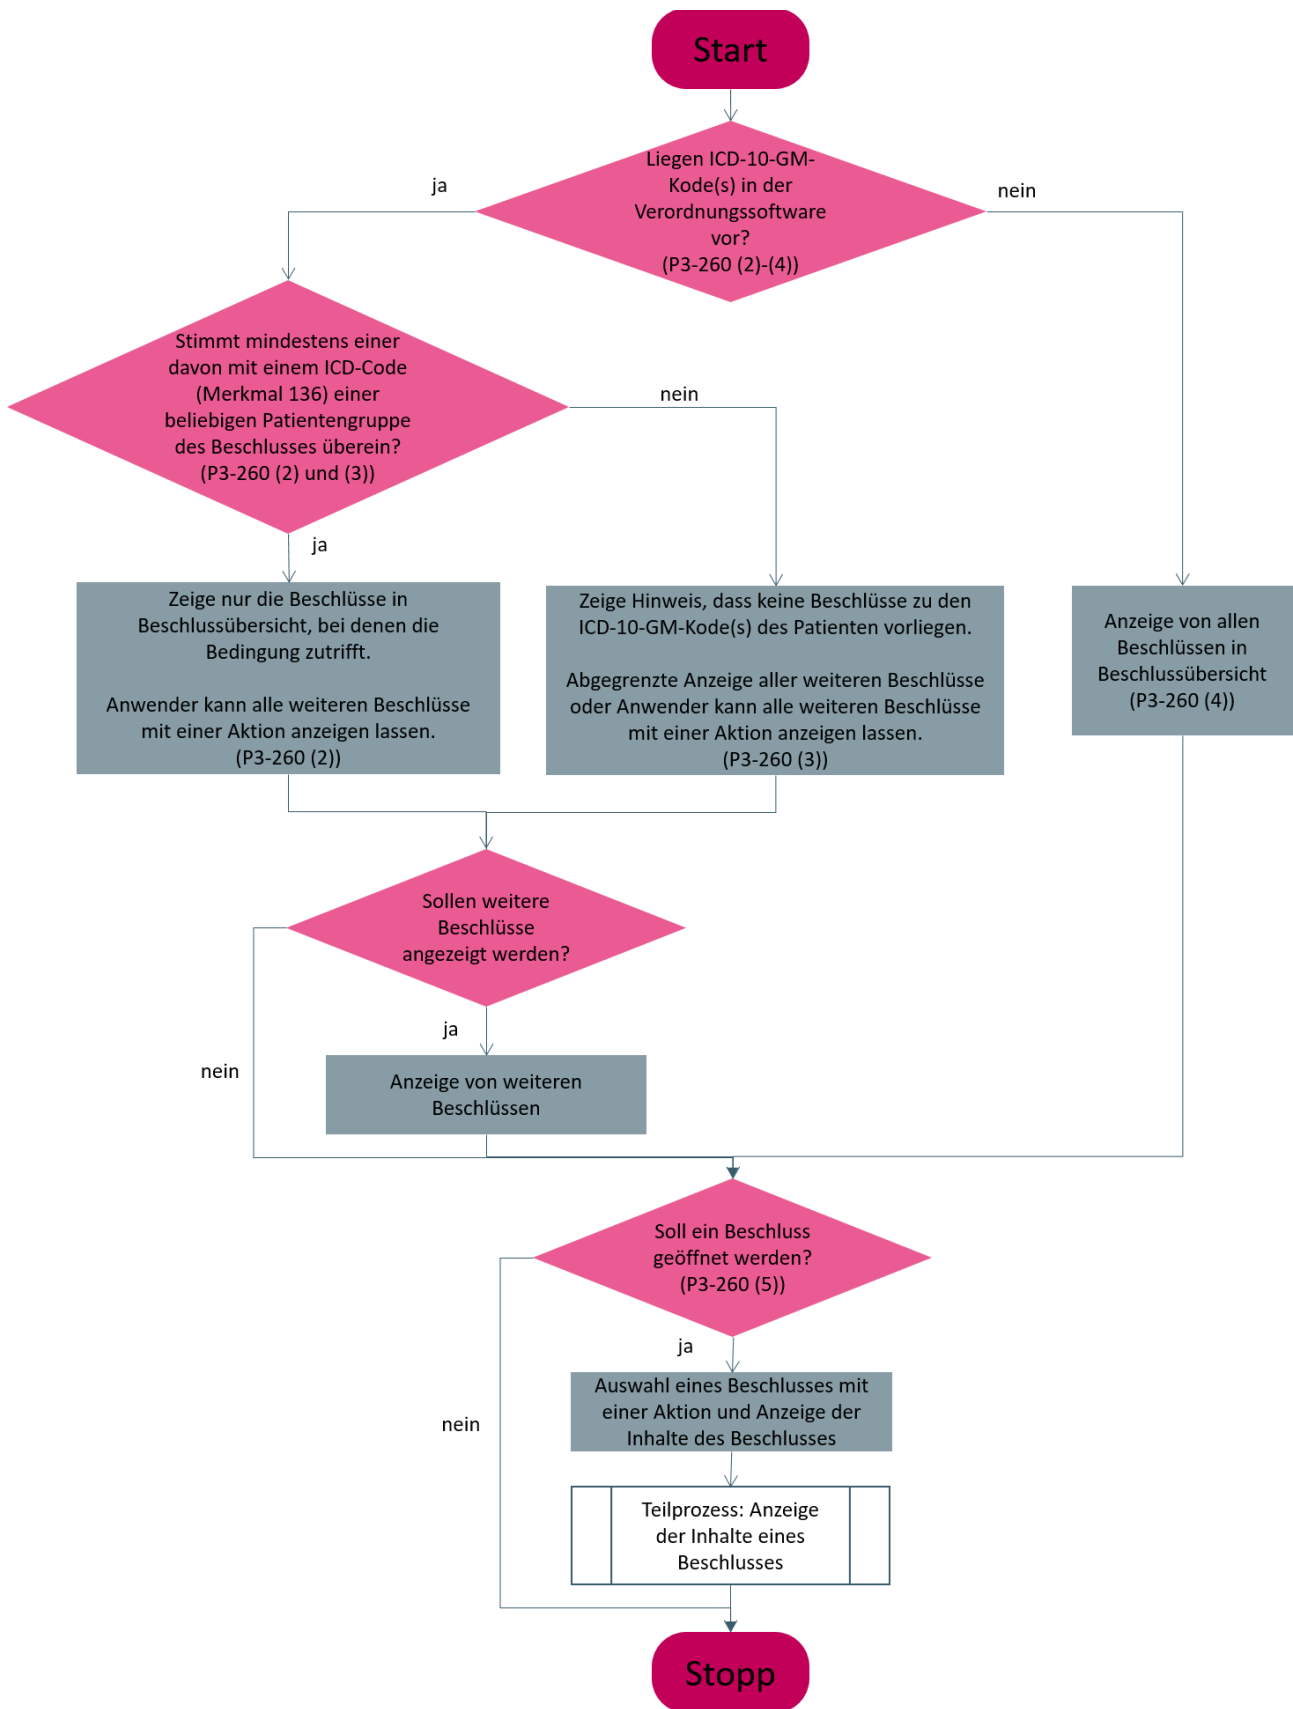 Start
Liegen ICD-10-GM-
Kode(s) in der
Verordnungssoftware
vor?
(P3-260 (2)-(4))
ja
nein
Stimmt mindestens einer
davon mit einem ICD-Code
(Merkmal 136) einer
beliebigen Patientengruppe
des Beschlusses überein?
(P3-260 (2) und (3))
nein
ja
Zeige nur die Beschlüsse in
Beschlussübersicht, bei denen die
Bedingung zutrifft.
Anwender kann alle weiteren Beschlüsse
mit einer Aktion anzeigen lassen.
(P3-260 (2))
Zeige Hinweis, dass keine Beschlüsse zu den
ICD-10-GM-Kode(s) des Patienten vorliegen.
Abgegrenzte Anzeige aller weiteren Beschlüsse
oder Anwender kann alle weiteren Beschlüsse
mit einer Aktion anzeigen lassen.
(P3-260 (3))
Anzeige von allen
Beschlüssen in
Beschlussübersicht
(P3-260 (4))
Sollen weitere
Beschlüsse
angezeigt werden?
ja
nein
Anzeige von weiteren
Beschlüssen
Soll ein Beschluss
geöffnet werden?
(P3-260 (5))
ja
nein
Auswahl eines Beschlusses mit
einer Aktion und Anzeige der
Inhalte des Beschlusses
Teilprozess: Anzeige
der Inhalte eines
Beschlusses
Stopp